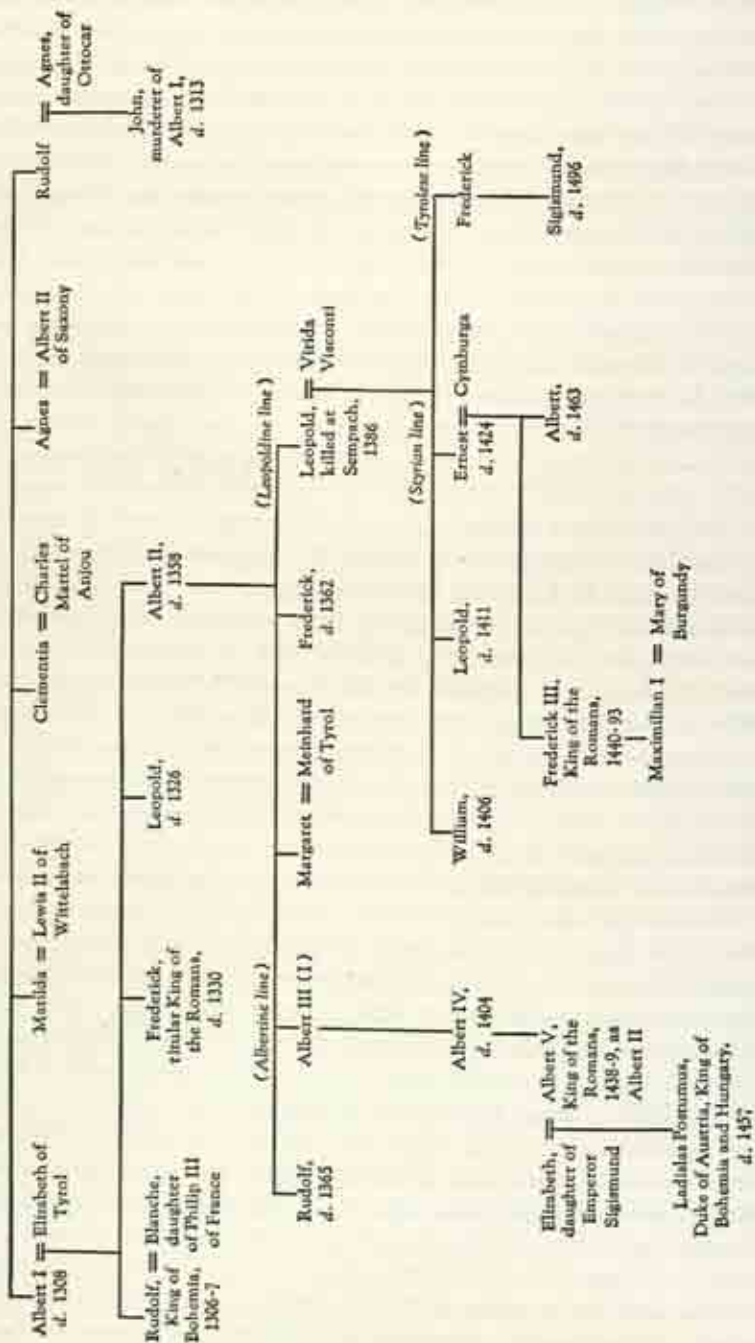 Albert I = Elizabeth of
d. 1308
Tyrol
Matilda = Lewis II of
Wittelsbach
Clementia = Charles
Martel of
Anjou
Agnes = Albert II
of Saxony
Rudolf = Agnes,
daughter of
Ottocar
Rudolf, = Blanche,
King of daughter
Bohemia, of Philip III
1306-7 of France
Frederick,
titular King of
the Romans,
d. 1330
Leopold,
d. 1326
Albert II,
d. 1358
John,
murderer of
Albert I,
d. 1313
(Albertine line)
(Leopoldine line)
Rudolf,
d. 1365
Albert III (I)
Margaret = Meinhard
of Tyrol
Frederick,
d. 1362
Leopold, = Virida
killed at Visconti
Sempach,
1386
Albert IV,
d. 1404
(Styrian line)
(Tyrolese line)
William,
d. 1406
Leopold,
d. 1411
Ernest = Cymburga
d. 1424
Frederick
Elizabeth, = Albert V,
daughter of King of the
Emperor Romans,
Sigismund 1438-9, as
Albert II
Frederick III,
King of the
Romans,
1440-93
Albert,
d. 1463
Sigismund,
d. 1496
Ladislas Postumus,
Duke of Austria, King of
Bohemia and Hungary,
d. 1457
Maximilian I = Mary of
Burgundy